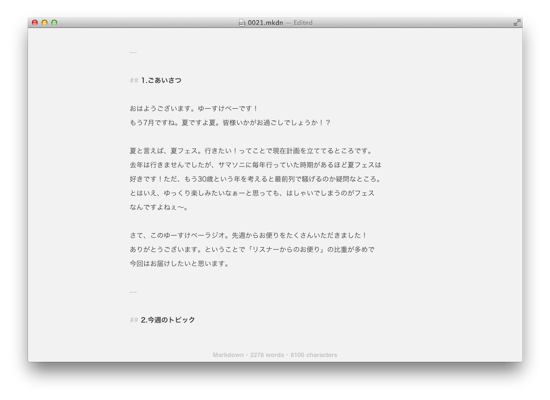 0021.mkdn — Edited
—
## 1.ごあいさつ
おはようございます。ゆーすけべーです！
もう7月ですね。夏ですよ夏。皆様いかがお過ごしでしょうか！？
夏と言えば、夏フェス。行きたい！ってことで現在計画を立ててるところです。
去年は行きませんでしたが、サマソニに毎年行っていた時期があるほど夏フェスは
好きです！ただ、もう30歳という年を考えると最前列で騒げるのか疑問なところ。
とはいえ、ゆっくり楽しみたいなぁーと思っても、はしゃいでしまうのがフェス
なんですよねぇ〜。
さて、このゆーすけべーラジオ。先週からお便りをたくさんいただきました！
ありがとうございます。ということで「リスナーからのお便り」の比重が多めで
今回はお届けしたいと思います。
—
## 2.今週のトピック
Markdown · 2278 words · 6106 characters